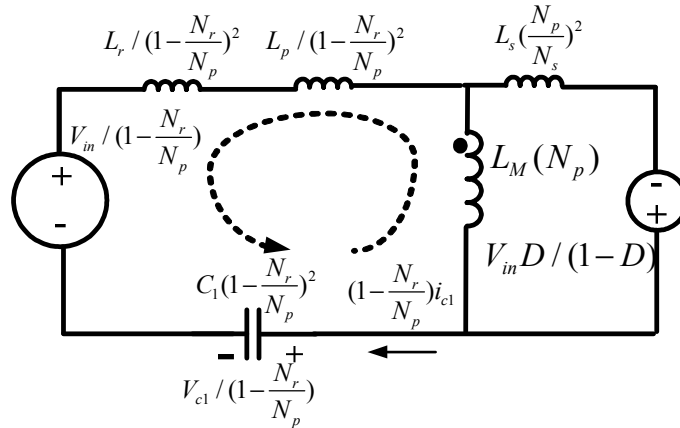 L_r / (1 - N_r/N_p)^2
L_p / (1 - N_r/N_p)^2
L_s (N_p/N_s)^2
V_in / (1 - N_r/N_p)
+
-
L_M (N_p)
-
+
V_in D / (1 - D)
C_1 (1 - N_r/N_p)^2
(1 - N_r/N_p) i_c1
- +
V_c1 / (1 - N_r/N_p)